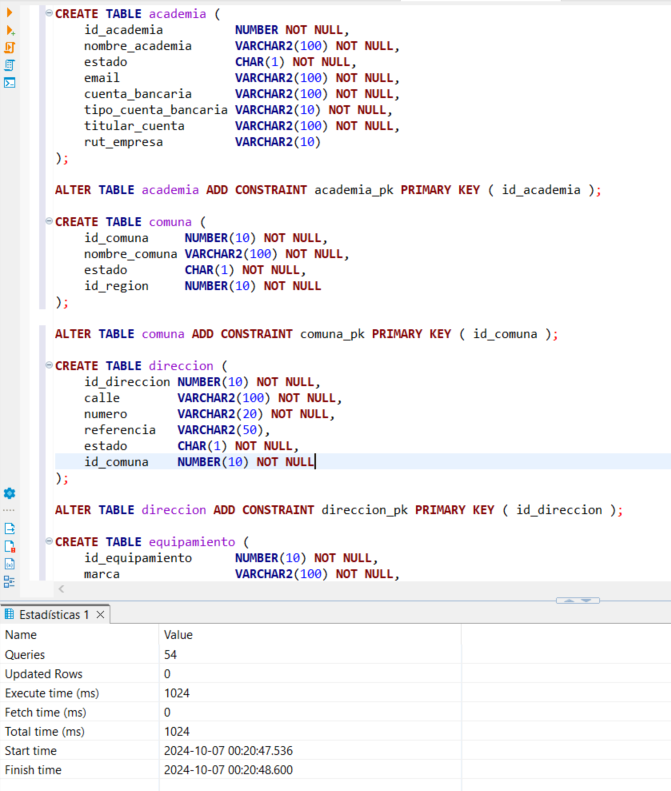 CREATE TABLE academia (
    id_academia          NUMBER NOT NULL,
    nombre_academia      VARCHAR2(100) NOT NULL,
    estado               CHAR(1) NOT NULL,
    email                VARCHAR2(100) NOT NULL,
    cuenta_bancaria      VARCHAR2(100) NOT NULL,
    tipo_cuenta_bancaria VARCHAR2(10) NOT NULL,
    titular_cuenta       VARCHAR2(100) NOT NULL,
    rut_empresa          VARCHAR2(10)
);
ALTER TABLE academia ADD CONSTRAINT academia_pk PRIMARY KEY ( id_academia );
CREATE TABLE comuna (
    id_comuna     NUMBER(10) NOT NULL,
    nombre_comuna VARCHAR2(100) NOT NULL,
    estado        CHAR(1) NOT NULL,
    id_region     NUMBER(10) NOT NULL
);
ALTER TABLE comuna ADD CONSTRAINT comuna_pk PRIMARY KEY ( id_comuna );
CREATE TABLE direccion (
    id_direccion NUMBER(10) NOT NULL,
    calle        VARCHAR2(100) NOT NULL,
    numero       VARCHAR2(20) NOT NULL,
    referencia   VARCHAR2(50),
    estado       CHAR(1) NOT NULL,
    id_comuna    NUMBER(10) NOT NULL
);
ALTER TABLE direccion ADD CONSTRAINT direccion_pk PRIMARY KEY ( id_direccion );
CREATE TABLE equipamiento (
    id_equipamiento      NUMBER(10) NOT NULL,
    marca                VARCHAR2(100) NOT NULL,
Estadísticas 1
Name Value
Queries 54
Updated Rows 0
Execute time (ms) 1024
Fetch time (ms) 0
Total time (ms) 1024
Start time 2024-10-07 00:20:47.536
Finish time 2024-10-07 00:20:48.600